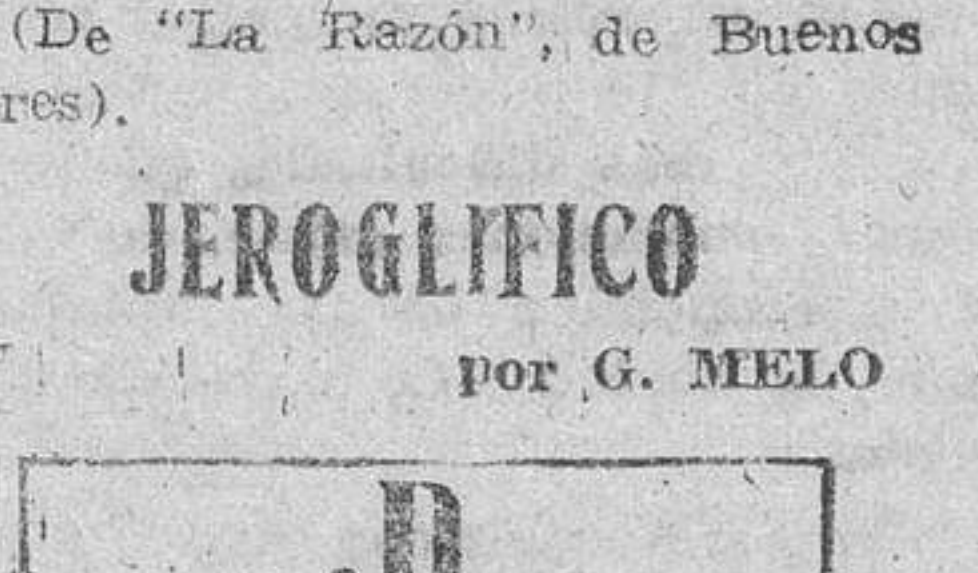 (De "La Razón", de Buenos
res).
JEROGLIFICO
por G. MELO